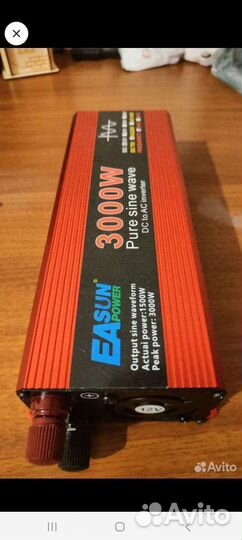 3000W
Pure sine wave
DC to AC inverter
EASUN
POWER
Output sine waveform
Actual power:1500W
Peak power: 3000W
12V
Avito
Avito